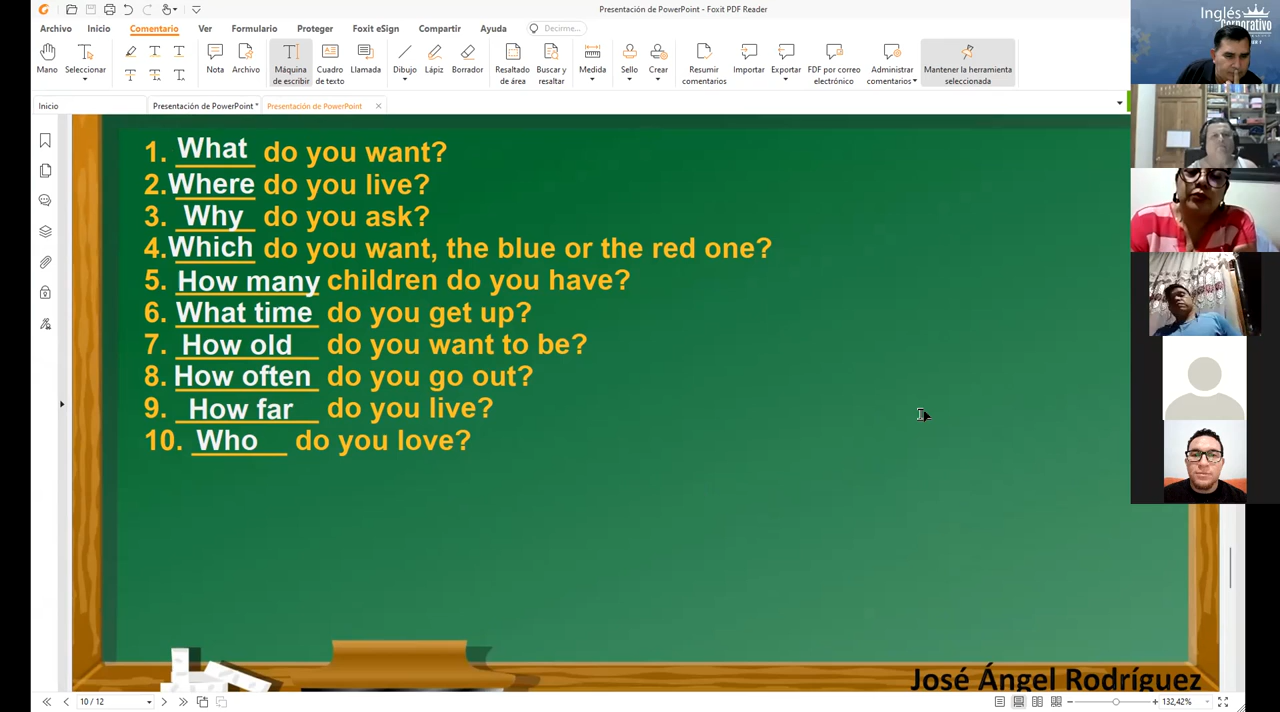 Presentación de PowerPoint - Foxit PDF Reader
Archivo Inicio Comentario Ver Formulario Proteger Foxit eSign Compartir Ayuda Decirme...
Mano Seleccionar Nota Archivo Máquina de escribir Cuadro de texto Llamada Dibujo Lápiz Borrador Resaltado de área Buscar y resaltar Medida Sello Crear Resumir comentarios Importar Exportar FDF por correo electrónico Administrar comentarios Mantener la herramienta seleccionada
Inicio Presentación de PowerPoint * Presentación de PowerPoint
1. What do you want?
2. Where do you live?
3. Why do you ask?
4. Which do you want, the blue or the red one?
5. How many children do you have?
6. What time do you get up?
7. How old do you want to be?
8. How often do you go out?
9. How far do you live?
10. Who do you love?
José Ángel Rodríguez
10 / 12
132,42%
Inglés
Corporativo